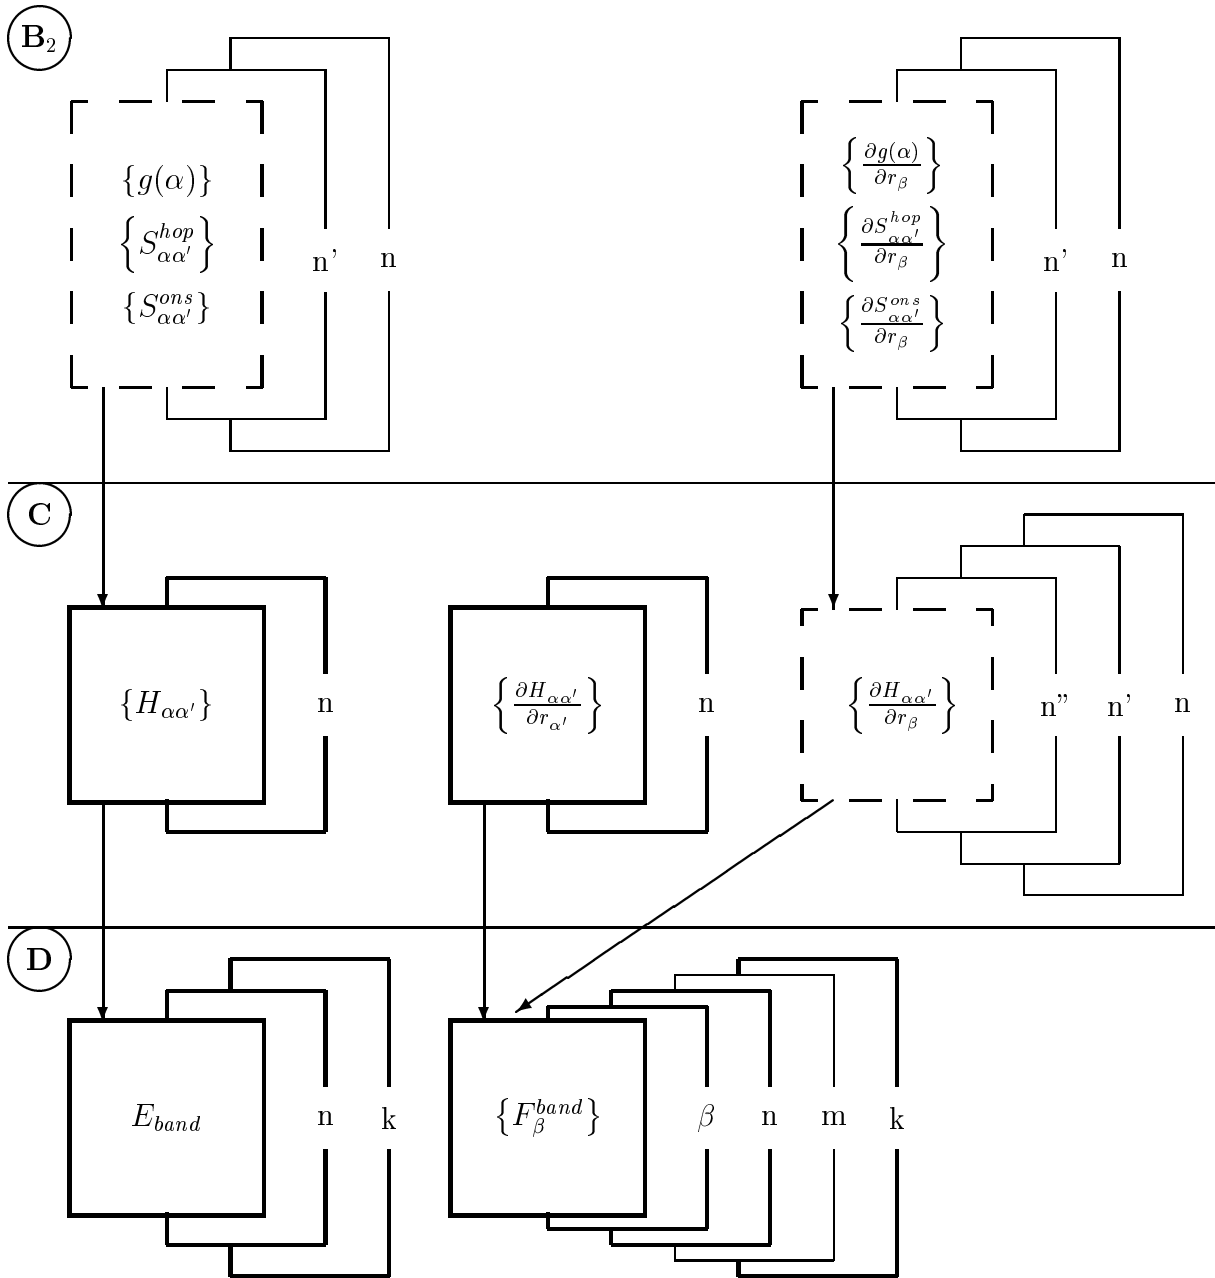 B₂
{g(α)}
{S^{hop}_{αα′}}
{S^{ons}_{αα′}}
n’ n
{∂g(α)/∂r_β}
{∂S^{hop}_{αα′}/∂r_β}
{∂S^{ons}_{αα′}/∂r_β}
n’ n
C
{H_{αα′}} n
{∂H_{αα′}/∂r_{α′}} n
{∂H_{αα′}/∂r_β} n” n’ n
D
E_{band} n k
{F^{band}_β} β n m k